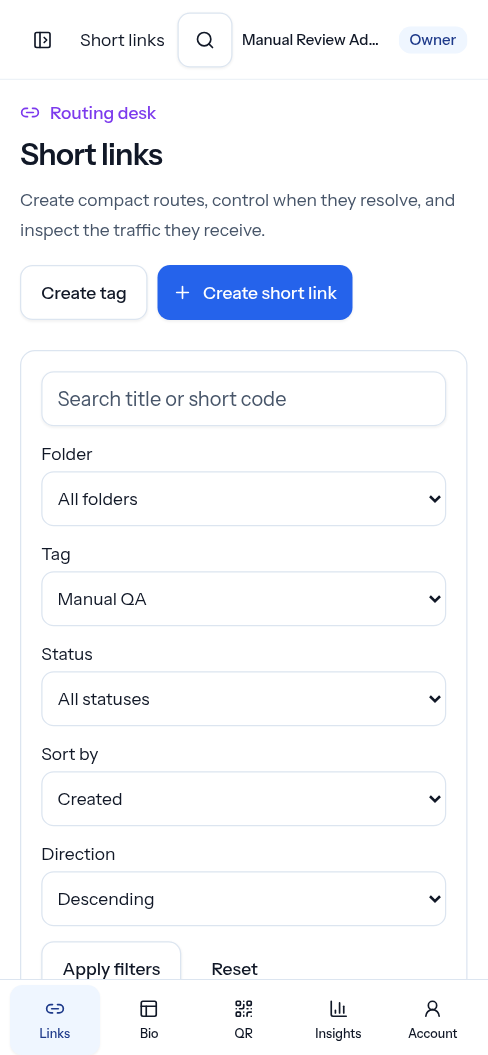 Short links
Manual Review Ad...
Owner
Routing desk
Short links
Create compact routes, control when they resolve, and
inspect the traffic they receive.
Create tag
Create short link
Search title or short code
Folder
All folders
Tag
Manual QA
Status
All statuses
Sort by
Created
Direction
Descending
Apply filters
Reset
Links
Bio
QR
Insights
Account